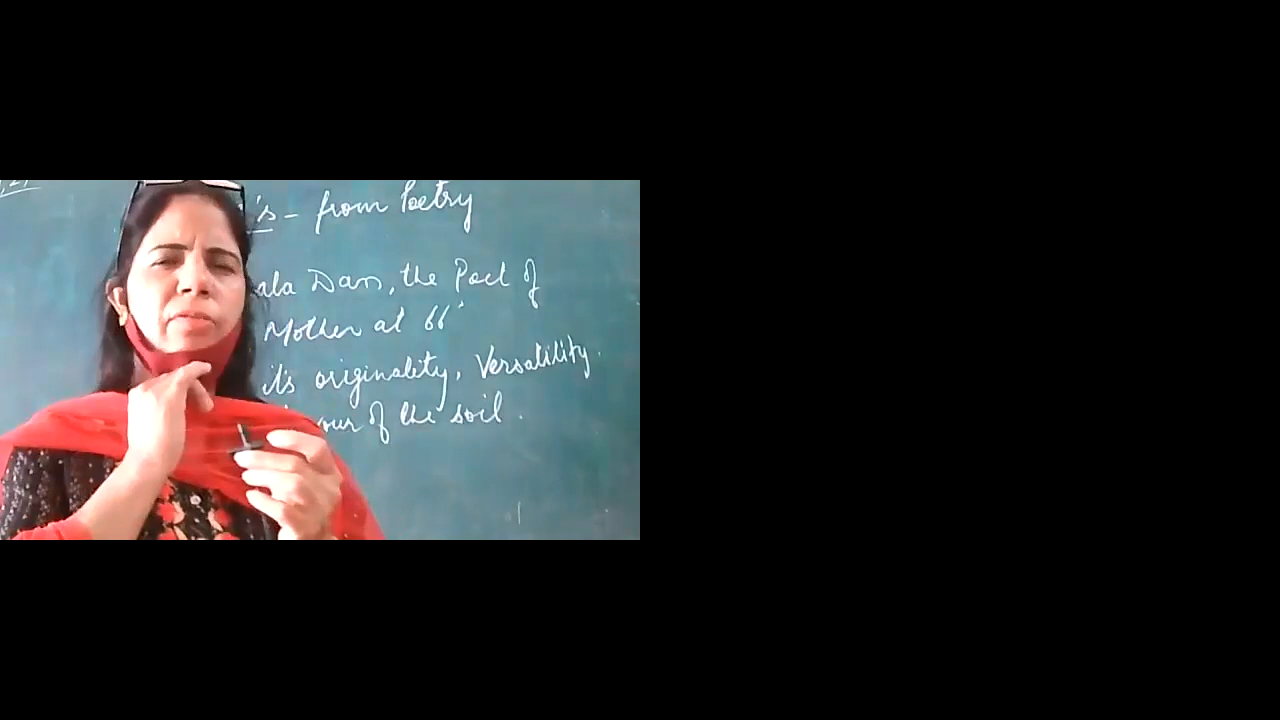 's - from Poetry
ala Das, the Poet of
Mother at 66'
its originality, Versatility.
our of the soil.